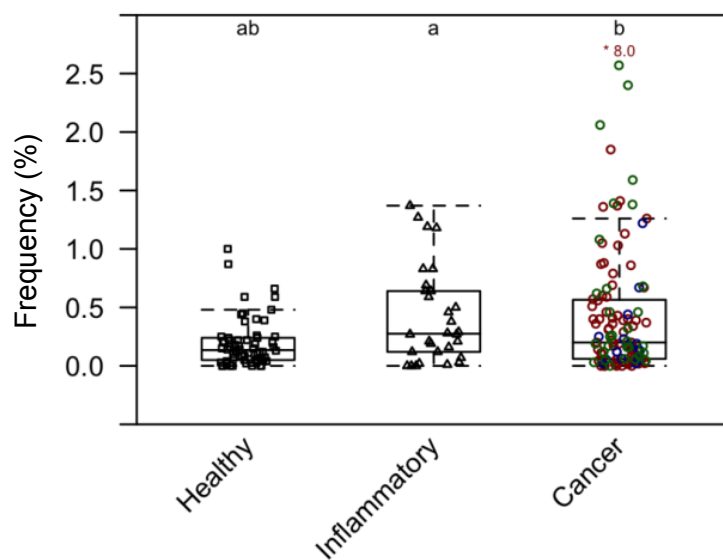 ab a b
* 8.0
2.5
2.0
1.5
1.0
0.5
0.0
Frequency (%)
Healthy
Inflammatory
Cancer